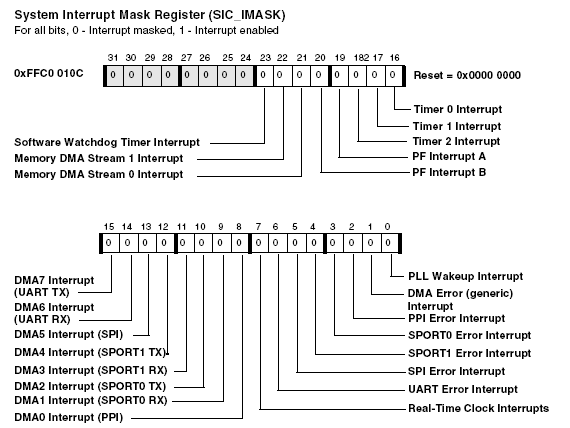 System Interrupt Mask Register (SIC_IMASK)
For all bits, 0 - Interrupt masked, 1 - Interrupt enabled
31 30 29 28 27 26 25 24 23 22 21 20 19 182 17 16
0xFFC0 010C 0 0 0 0 0 0 0 0 0 0 0 0 0 0 0 0 Reset = 0x0000 0000
Timer 0 Interrupt
Timer 1 Interrupt
Software Watchdog Timer Interrupt Timer 2 Interrupt
Memory DMA Stream 1 Interrupt PF Interrupt A
Memory DMA Stream 0 Interrupt PF Interrupt B
15 14 13 12 11 10 9 8 7 6 5 4 3 2 1 0
0 0 0 0 0 0 0 0 0 0 0 0 0 0 0 0
DMA7 Interrupt
(UART TX)
DMA6 Interrupt
(UART RX)
DMA5 Interrupt (SPI)
DMA4 Interrupt (SPORT1 TX)
DMA3 Interrupt (SPORT1 RX)
DMA2 Interrupt (SPORT0 TX)
DMA1 Interrupt (SPORT0 RX)
DMA0 Interrupt (PPI)
PLL Wakeup Interrupt
DMA Error (generic)
Interrupt
PPI Error Interrupt
SPORT0 Error Interrupt
SPORT1 Error Interrupt
SPI Error Interrupt
UART Error Interrupt
Real-Time Clock Interrupts